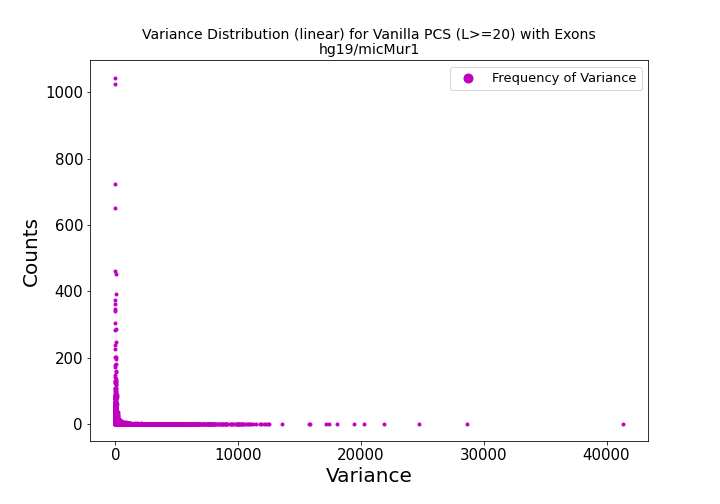 Variance Distribution (linear) for Vanilla PCS (L>=20) with Exons
hg19/micMur1
Frequency of Variance
1000
800
600
400
200
0
Counts
0 10000 20000 30000 40000
Variance